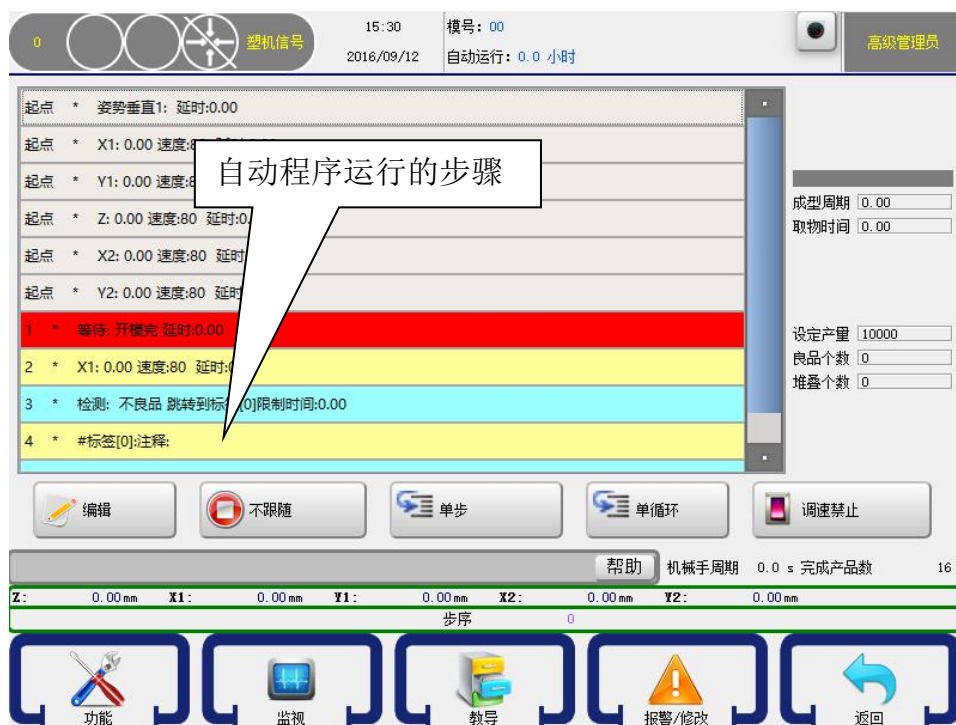 0
塑机信号
15:30
2016/09/12
模号: 00
自动运行: 0.0 小时
高级管理员
起点 * 姿势垂直1: 延时:0.00
起点 * X1: 0.00 速度:8
起点 * Y1: 0.00 速度:8
起点 * Z: 0.00 速度:80 延时:0.
起点 * X2: 0.00 速度:80 延时
起点 * Y2: 0.00 速度:80 延时
1 * 等待: 开模完 延时:0.00
2 * X1: 0.00 速度:80 延时:
3 * 检测: 不良品 跳转到标签[0]限制时间:0.00
4 * #标签[0]:注释:
自动程序运行的步骤
成型周期 0.00
取物时间 0.00
设定产量 10000
良品个数 0
堆叠个数 0
编辑
不跟随
单步
单循环
调速禁止
帮助
机械手周期 0.0 s 完成产品数 16
Z: 0.00mm X1: 0.00mm Y1: 0.00mm X2: 0.00mm Y2: 0.00mm
步序 0
功能
监视
教导
报警/修改
返回